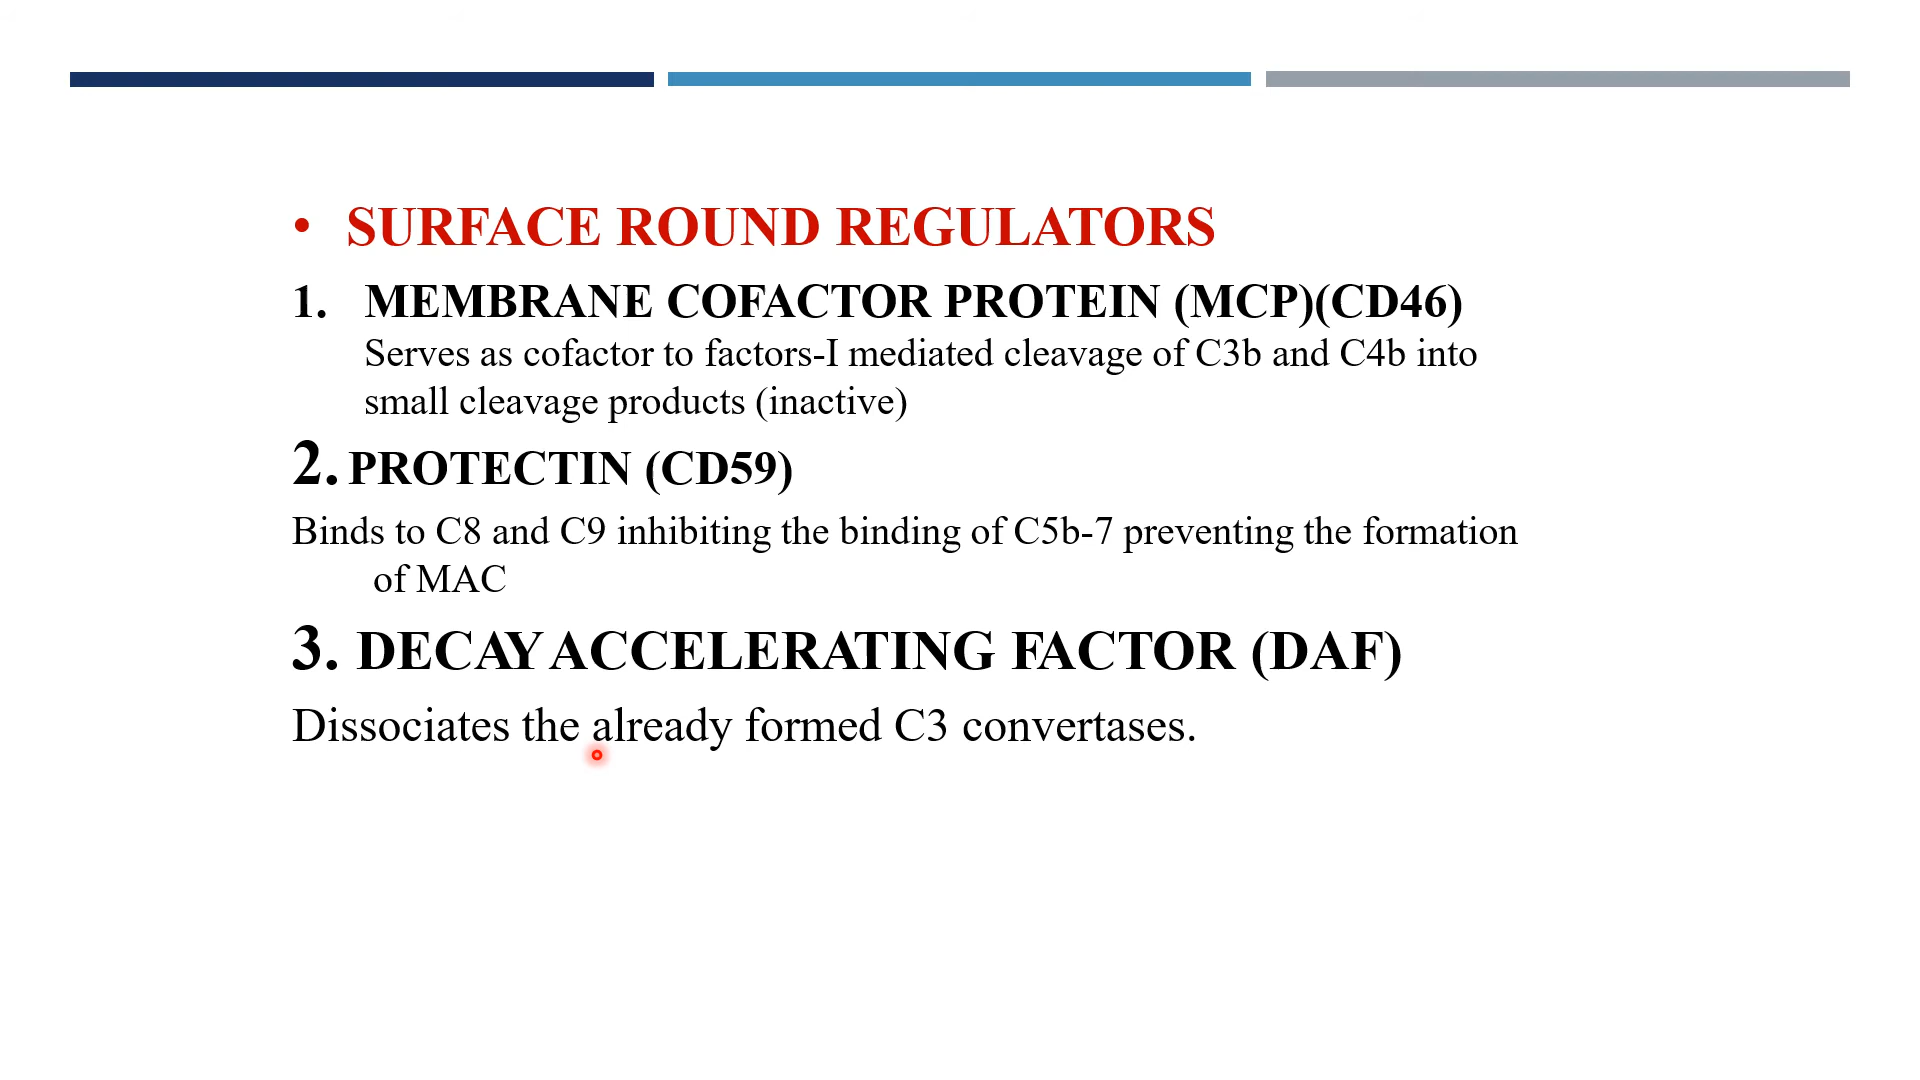 • SURFACE ROUND REGULATORS
1. MEMBRANE COFACTOR PROTEIN (MCP)(CD46)
Serves as cofactor to factors-I mediated cleavage of C3b and C4b into
small cleavage products (inactive)
2. PROTECTIN (CD59)
Binds to C8 and C9 inhibiting the binding of C5b-7 preventing the formation
of MAC
3. DECAY ACCELERATING FACTOR (DAF)
Dissociates the already formed C3 convertases.